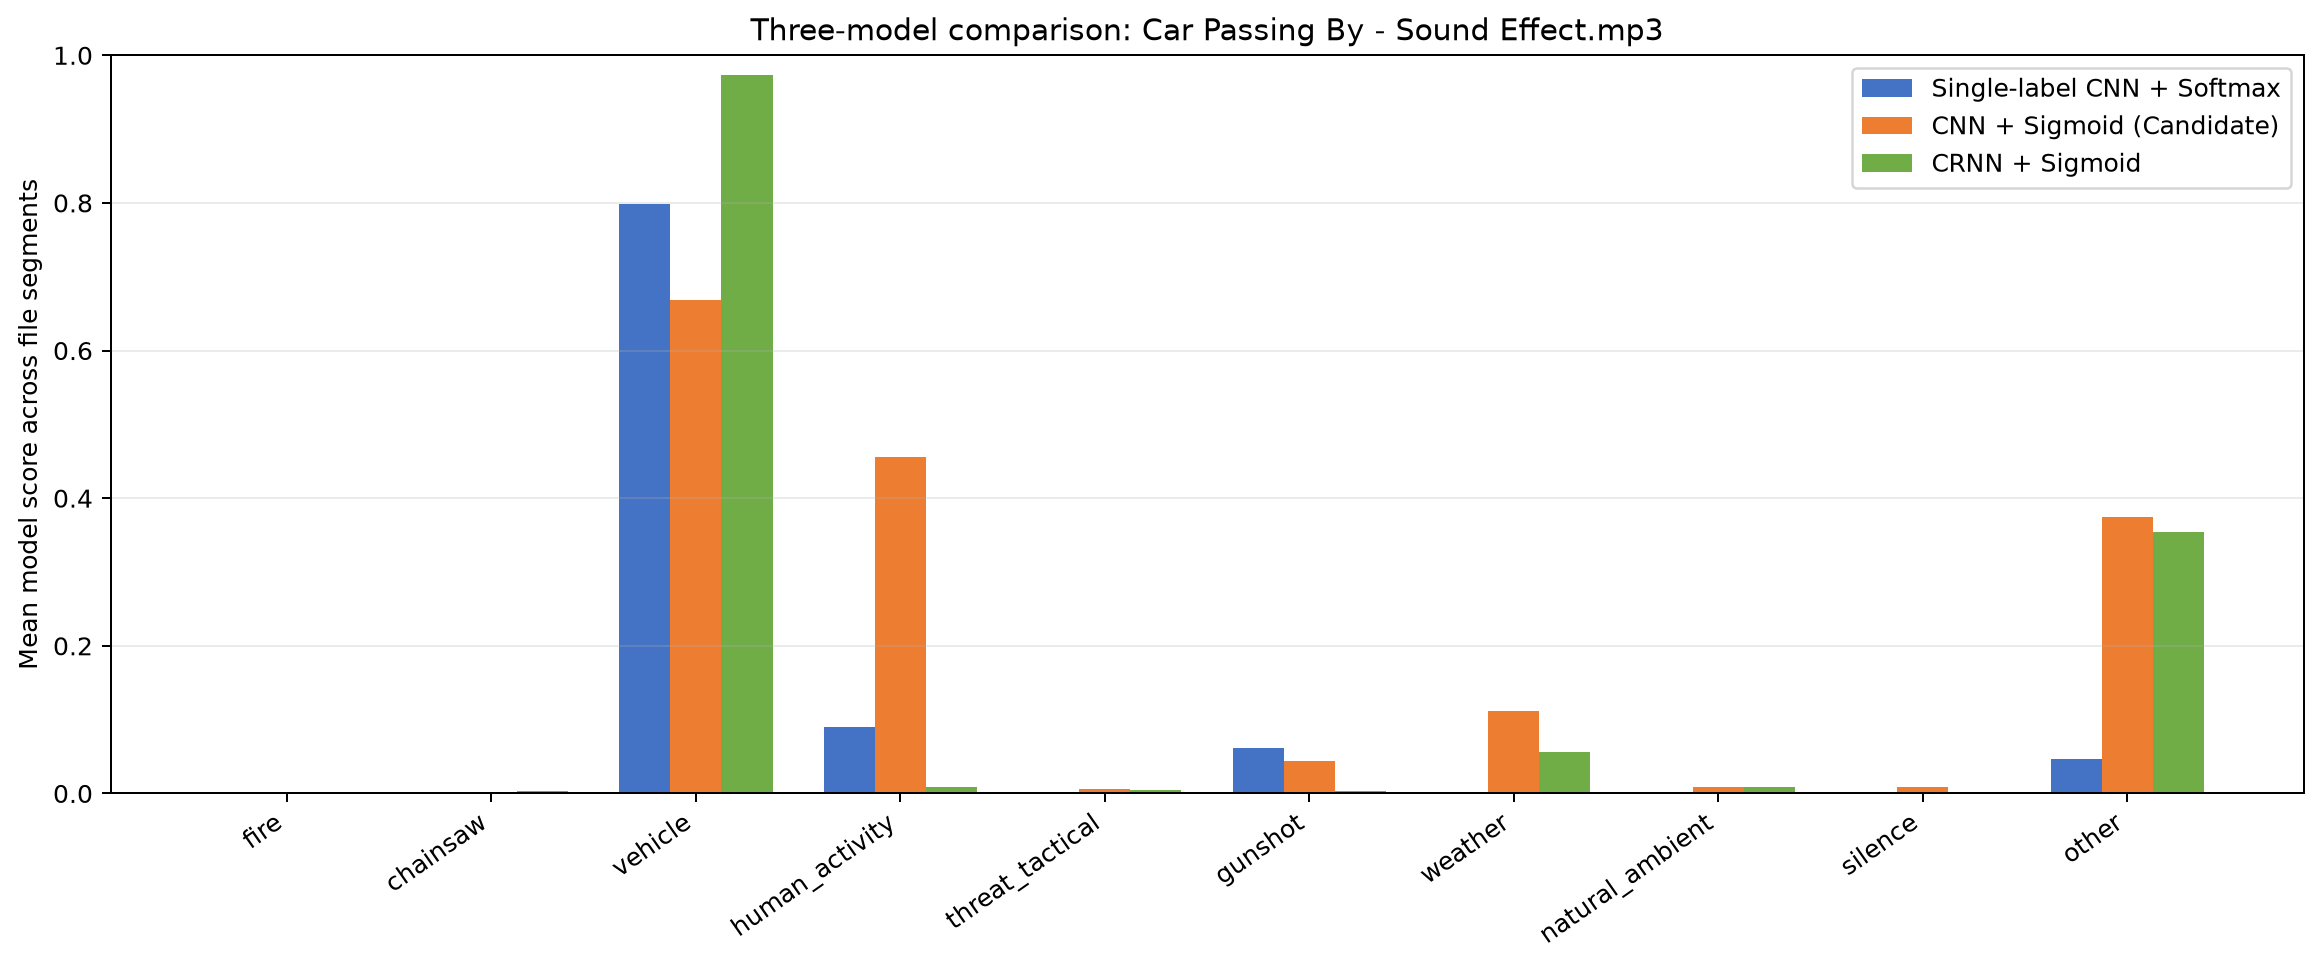 Three-model comparison: Car Passing By - Sound Effect.mp3
Mean model score across file segments
1.0
0.8
0.6
0.4
0.2
0.0
Single-label CNN + Softmax
CNN + Sigmoid (Candidate)
CRNN + Sigmoid
fire
chainsaw
vehicle
human_activity
threat_tactical
gunshot
weather
natural_ambient
silence
other